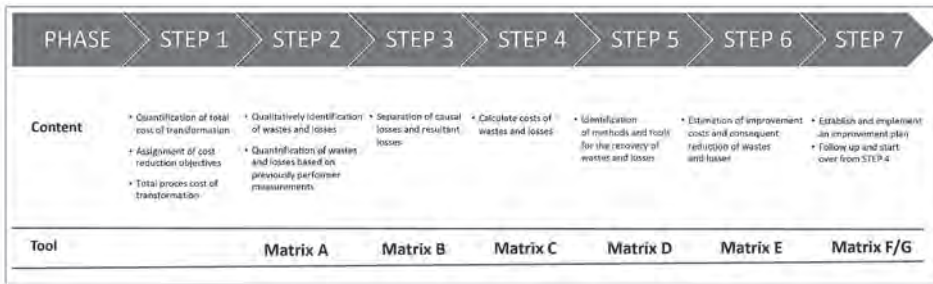 PHASE
STEP 1
STEP 2
STEP 3
STEP 4
STEP 5
STEP 6
STEP 7
Content
• Quantification of total
cost of transformation
• Assignment of cost
reduction objectives
• Total proces cost of
transformation
• Qualitatively identification
of wastes and losses
• Quantnification of wastes
and losses based on
previously performer
measurements
• Separation of causal
losses and resultant
losses
• Calculate costs of
wastes and losses
• Identification
of methods and tools
for the recovery of
wastes and losses
• Estimation of improvement
costs and consequent
reduction of wastes
and losses
• Establish and implement
an improvement plan
• Follow up and start
over from STEP 4
Tool
Matrix A
Matrix B
Matrix C
Matrix D
Matrix E
Matrix F/G